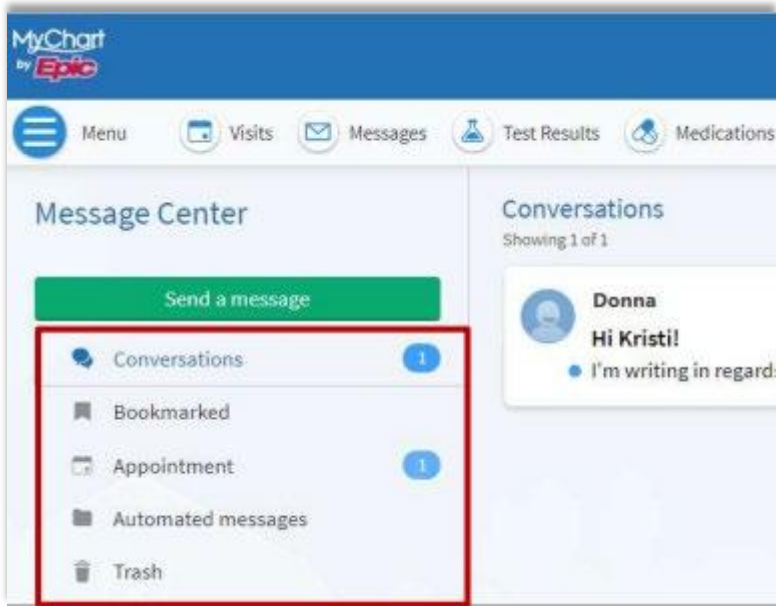 MyChart
by Epic
Menu
Visits
Messages
Test Results
Medications
Message Center
Send a message
Conversations 1
Bookmarked
Appointment 1
Automated messages
Trash
Conversations
Showing 1 of 1
Donna
Hi Kristi!
I'm writing in regards